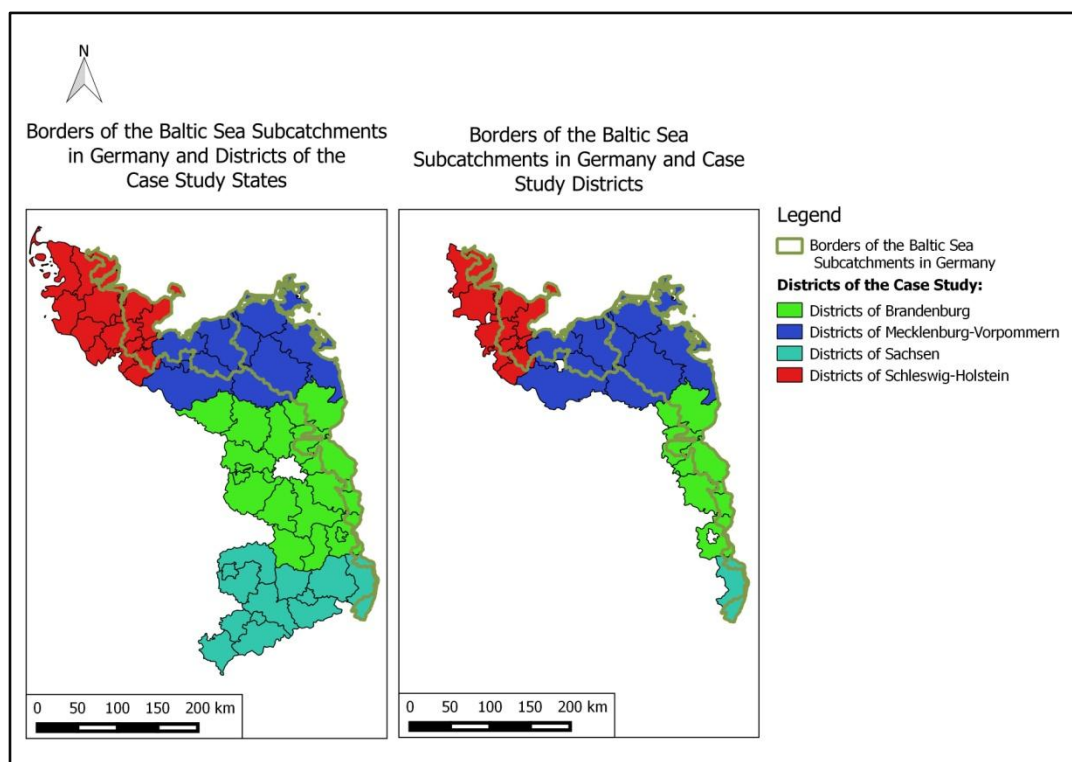 N
Borders of the Baltic Sea Subcatchments
in Germany and Districts of the
Case Study States
Borders of the Baltic Sea
Subcatchments in Germany and Case
Study Districts
Legend
Borders of the Baltic Sea
Subcatchments in Germany
Districts of the Case Study:
Districts of Brandenburg
Districts of Mecklenburg-Vorpommern
Districts of Sachsen
Districts of Schleswig-Holstein
0 50 100 150 200 km
0 50 100 150 200 km